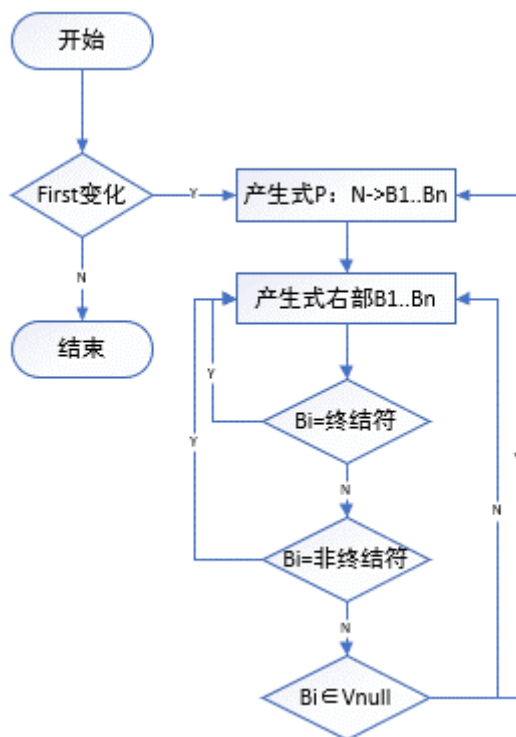 开始
First变化
Y
产生式P：N->B1..Bn
N
产生式右部B1..Bn
结束
Y
Bi=终结符
Y
Y
N
N
Bi=非终结符
N
Bi∈Vnull